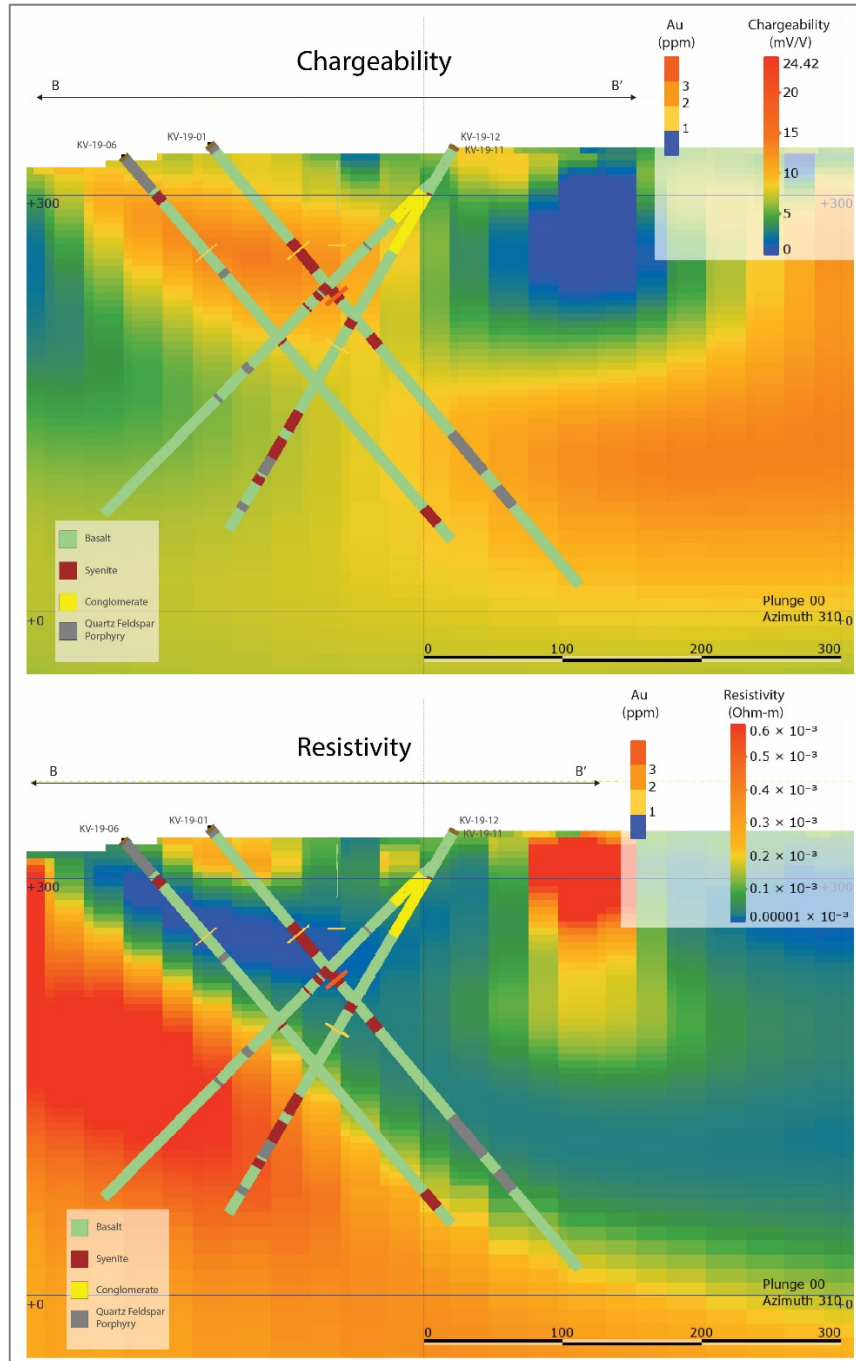 Chargeability
Au
(ppm)
3
2
1
Chargeability
(mV/V)
24.42
20
15
10
5
0
B
B'
KV-19-06
KV-19-01
KV-19-12
KV-19-11
+300
+300
Basalt
Syenite
Conglomerate
Quartz Feldspar
Porphyry
+0
Plunge 00
Azimuth 310
+0
0
100
200
300
Resistivity
Au
(ppm)
3
2
1
Resistivity
(Ohm-m)
0.6 × 10⁻³
0.5 × 10⁻³
0.3 × 10⁻³
0.2 × 10⁻³
0.1 × 10⁻³
0.00001 × 10⁻³
B
B'
KV-19-06
KV-19-01
KV-19-12
KV-19-11
+300
+300
Basalt
Syenite
Conglomerate
Quartz Feldspar
Porphyry
+0
Plunge 00
Azimuth 310
+0
0
100
200
300